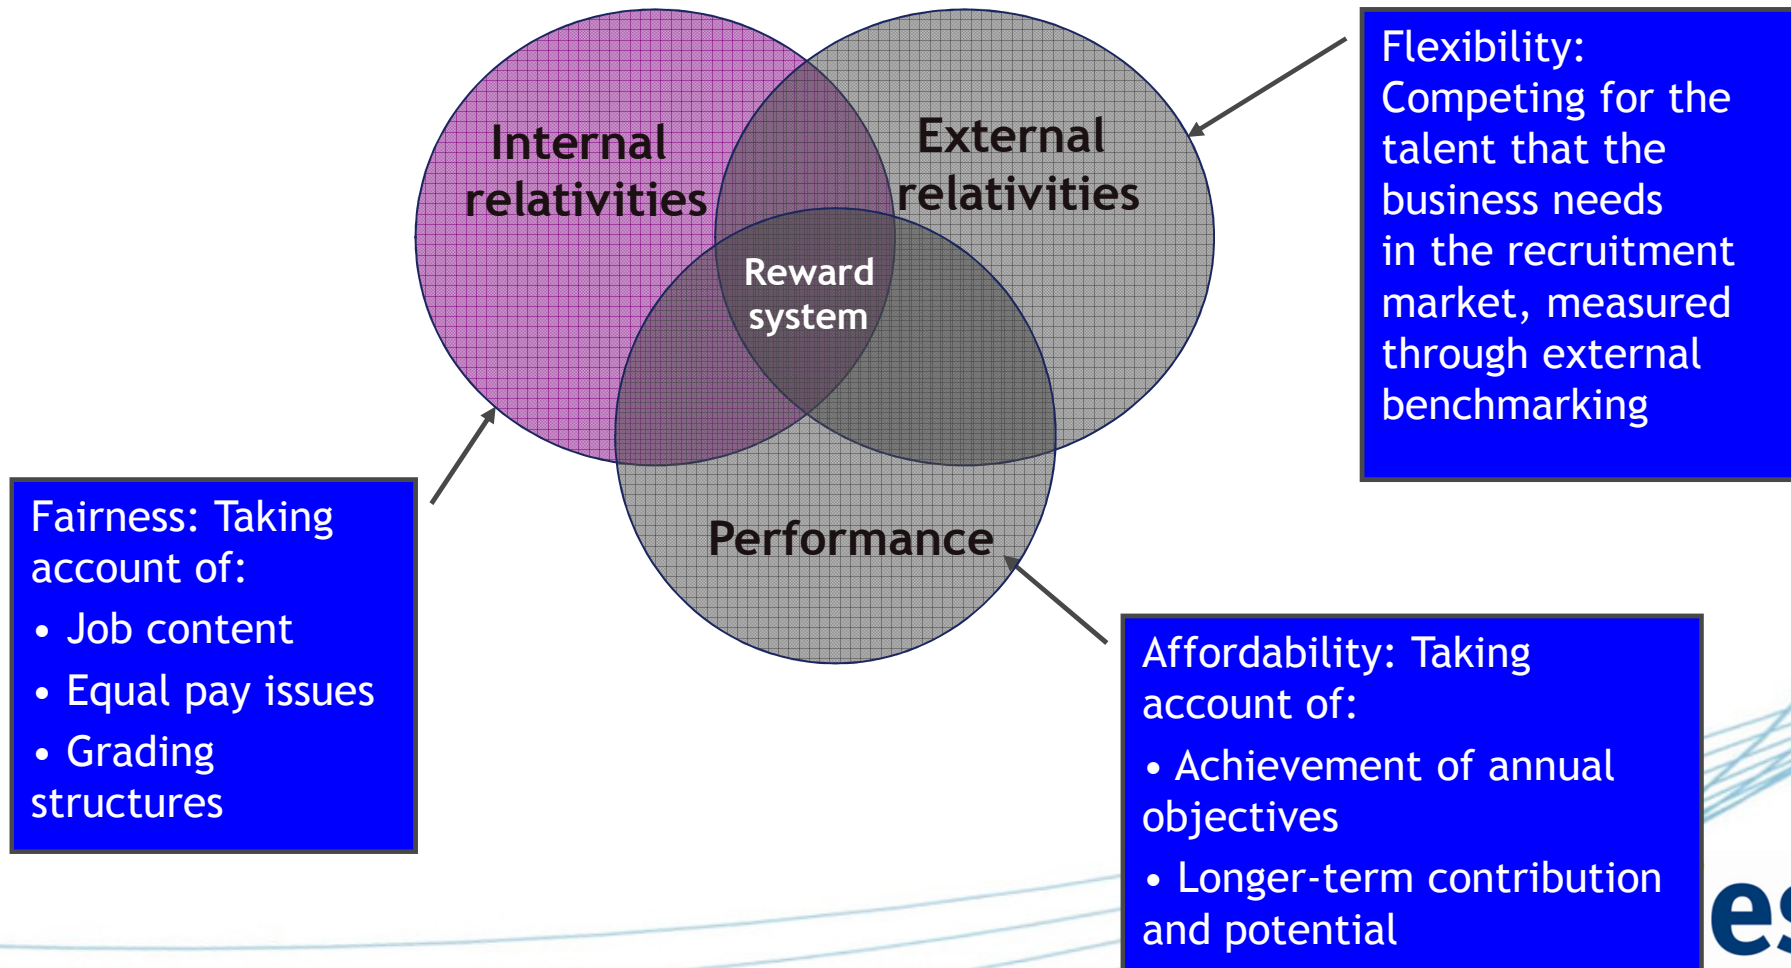 Internal
relativities
External
relativities
Reward
system
Performance
Flexibility:
Competing for the
talent that the
business needs
in the recruitment
market, measured
through external
benchmarking
Fairness: Taking
account of:
• Job content
• Equal pay issues
• Grading
structures
Affordability: Taking
account of:
• Achievement of annual
objectives
• Longer-term contribution
and potential
es